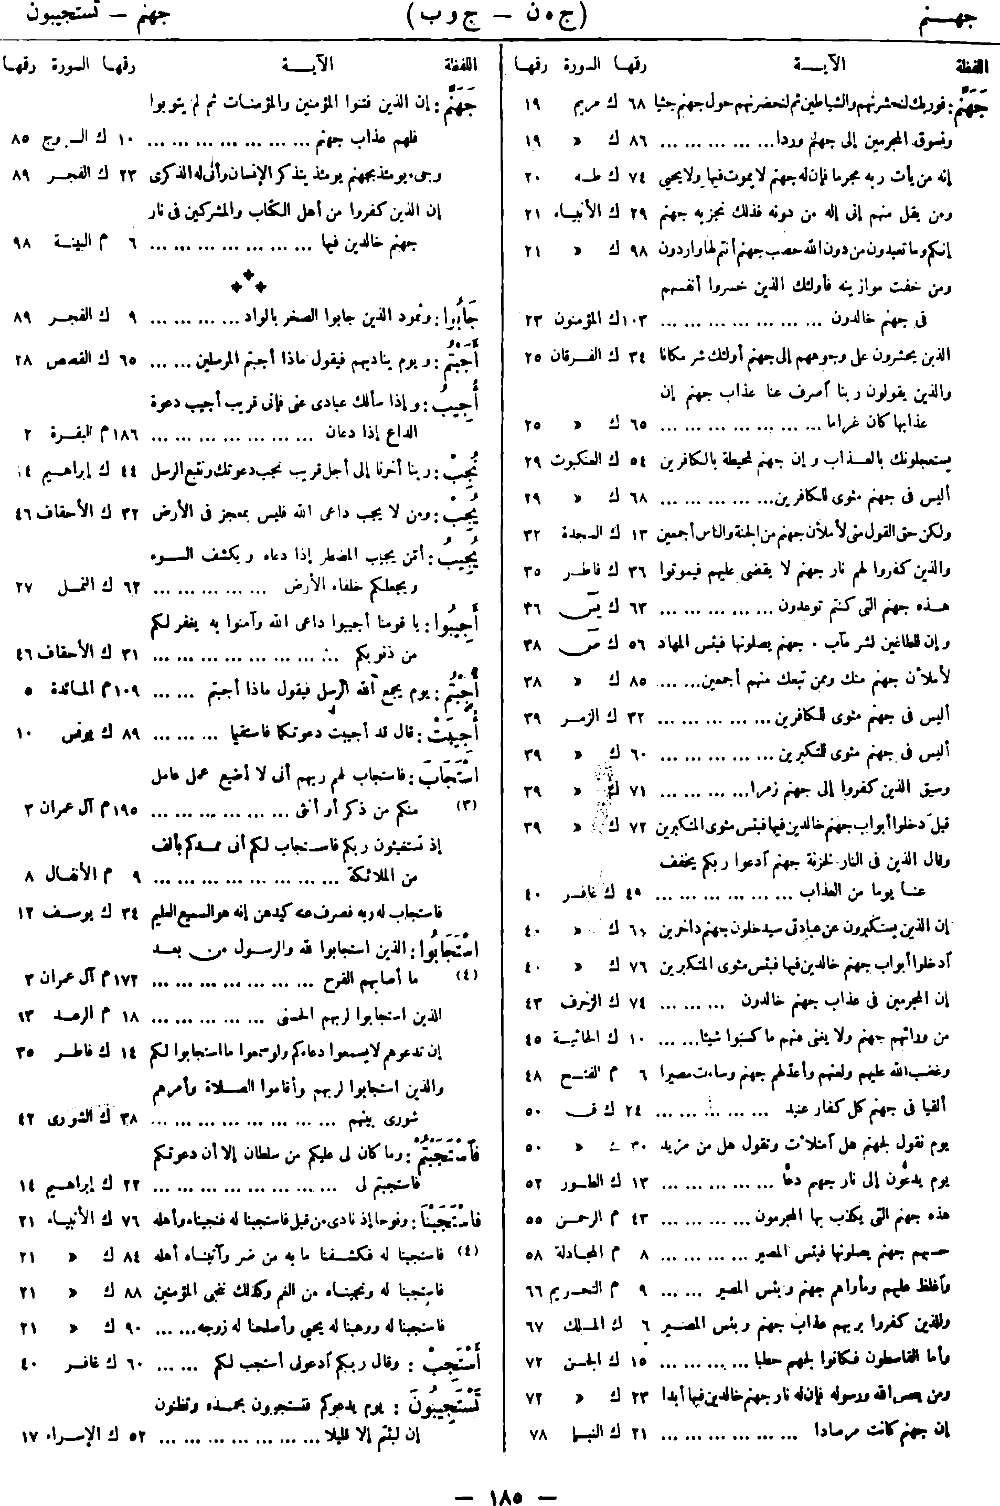 جهنم (ج ه ن – ج و ب) جهنم – تستجيبون
اللفظة الآيـــة رقها السورة رقها
جَهَنَّم : فوربك لنحشرنهم والشياطين ثم لنحضرنهم حول جهنم جثيا ٦٨ ك مريم ١٩
ونسوق المجرمين إلى جهنم وردا... ... ... ... ... ٨٦ ك » ١٩
إنه من يأت ربه مجرما فإن له جهنم لا يموت فيها ولا يحيى ٧٤ ك طه ٢٠
ومن يقل منهم إنى إله من دونه فذلك نجزيه جهنم ٢٩ ك الأنبياء ٢١
إنكم وما تعبدون من دون الله حصب جهنم أنتم لها واردون ٩٨ ك » ٢١
ومن خفت موازينه فأولئك الذين خسروا أنفسهم
فى جهنم خالدون ... ... ... ... ... ... ١٠٣ ك المؤمنون ٢٣
الذين يحشرون على وجوههم إلى جهنم أولئك شر مكانا ٣٤ ك الفرقان ٢٥
والذين يقولون ربنا أصرف عنا عذاب جهنم إن
عذابها كان غراما ... ... ... ... ... ... ٦٥ ك » ٢٥
يستعجلونك بالعذاب وإن جهنم لمحيطة بالكافرين ٥٤ ك العنكبوت ٢٩
أليس فى جهنم مثوى للكافرين... ... ... ... ... ٦٨ ك » ٢٩
ولكن حق القول منى لأملأن جهنم من الجنة والناس أجمعين ١٣ ك السجدة ٣٢
والذين كفروا لهم نار جهنم لا يقضى عليهم فيموتوا ٣٦ ك فاطر ٣٥
هذه جهنم التى كنتم توعدون... ... ... ... ... ٦٣ ك يس ٣٦
وإن للطاغين لشر مآب ٠ جهنم يصلونها فبئس المهاد ٥٦ ك ص ٣٨
لأملأن جهنم منك وممن تبعك منهم أجمعين... ... ٨٥ ك » ٣٨
أليس فى جهنم مثوى للكافرين... ... ... ... ... ٣٢ ك الزمر ٣٩
أليس فى جهنم مثوى للمتكبرين ... ... ... ... ... ٦٠ ك » ٣٩
وسيق الذين كفروا إلى جهنم زمرا... ... ... ... ٧١ ك » ٣٩
قيل ادخلوا أبواب جهنم خالدين فيها فبئس مثوى المتكبرين ٧٢ ك » ٣٩
وقال الذين فى النار لخزنة جهنم آدعوا ربكم يخفف
عنا يوما من العذاب ... ... ... ... ... ... ٤٩ ك غافر ٤٠
إن الذين يستكبرون عن عبادتى سيدخلون جهنم داخرين ٦٠ ك » ٤٠
آدخلوا أبواب جهنم خالدين فيها فبئس مثوى المتكبرين ٧٦ ك » ٤٠
إن المجرمين فى عذاب جهنم خالدون ... ... ... ٧٤ ك الزخرف ٤٣
من ورائهم جهنم ولا يغنى عنهم ما كسبوا شيئا... ... ١٠ ك الجاثية ٤٥
وغضب الله عليهم ولعنهم وأعد لهم جهنم وساءت مصيرا ٦ م الفتح ٤٨
ألقيا فى جهنم كل كفار عنيد ... ... ... ... ... ٢٤ ك ق ٥٠
يوم نقول لجهنم هل آمتلأت وتقول هل من مزيد ٣٠ ك » ٥٠
يوم يدعّون إلى نار جهنم دعًّا ... ... ... ... ... ١٣ ك الطور ٥٢
هذه جهنم التى يكذب بها المجرمون... ... ... ... ٤٣ م الرحمن ٥٥
حسبهم جهنم يصلونها فبئس المصير ... ... ... ... ٨ م المجادلة ٥٨
وآغلظ عليهم ومأواهم جهنم وبئس المصير ... ... ٩ م التحريم ٦٦
وللذين كفروا بربهم عذاب جهنم وبئس المصير ٦ ك الملك ٦٧
وأما القاسطون فكانوا لجهنم حطبا ... ... ... ... ١٥ ك الجن ٧٢
ومن يعص الله ورسوله فإن له نار جهنم خالدين فيها أبدا ٢٣ ك » ٧٢
إن جهنم كانت مرصادا ... ... ... ... ... ... ٢١ ك النبأ ٧٨
اللفظة الآيـــة رقها السورة رقها
جَهَنَّم : إن الذين فتنوا المؤمنين والمؤمنات ثم لم يتوبوا
فلهم عذاب جهنم ... ... ... ... ... ... ... ١٠ ك البروج ٨٥
وجىء يومئذ بجهنم يومئذ يتذكر الإنسان وأنى له الذكرى ٢٣ ك الفجر ٨٩
إن الذين كفروا من أهل الكتاب والمشركين فى نار
جهنم خالدين فيها ... ... ... ... ... ... ... ٦ م البينة ٩٨
جَابُوا : وثمود الذين جابوا الصخر بالواد... ... ... ... ٩ ك الفجر ٨٩
أَجَبْتُم : ويوم يناديهم فيقول ماذا أجبتم المرسلين... ... ٦٥ ك القصص ٢٨
أُجِيبُ : وإذا سألك عبادى عنى فإنى قريب أجيب دعوة
الداع إذا دعان ... ... ... ... ... ... ... ١٨٦ م البقرة ٢
نُجِبْ : ربنا أخرنا إلى أجل قريب نجب دعوتك ونتبع الرسل ٤٤ ك إبراهيم ١٤
يُجِبْ : ومن لا يجب داعى الله فليس بمعجز فى الأرض ٣٢ ك الأحقاف ٤٦
يُجِيبُ : أمن يجيب المضطر إذا دعاه ويكشف السوء
ويجعلكم خلفاء الأرض ... ... ... ... ... ٦٢ ك النمل ٢٧
أَجِيبُوا : يا قومنا أجيبوا داعى الله وآمنوا به يغفر لكم
من ذنوبكم ... ... ... ... ... ... ... ... ٣١ ك الأحقاف ٤٦
أُجِبْتُم : يوم يجمع الله الرسل فيقول ماذا أجبتم ... ... ١٠٩ م المائدة ٥
أُجِيبَتْ : قال قد أجيبت دعوتكما فاستقيما ... ... ... ٨٩ ك يونس ١٠
اسْتَجَابَ : فاستجاب لهم ربهم أنى لا أضيع عمل عامل
(٣) منكم من ذكر أو أنثى ... ... ... ... ... ... ١٩٥ م آل عمران ٣
إذ تستغيثون ربكم فاستجاب لكم أنى ممدكم بألف
من الملائكة ... ... ... ... ... ... ... ... ٩ م الأنفال ٨
فاستجاب له ربه فصرف عنه كيدهن إنه هو السميع العليم ٣٤ ك يوسف ١٢
اسْتَجَابُوا : الذين استجابوا لله والرسول من بعد
(٤) ما أصابهم القرح ... ... ... ... ... ... ... ١٧٢ م آل عمران ٣
الذين استجابوا لربهم الحسنى ... ... ... ... ... ١٨ م الرعد ١٣
إن تدعوهم لا يسمعوا دعاءكم ولو سمعوا ما استجابوا لكم ١٤ ك فاطر ٣٥
والذين استجابوا لربهم وأقاموا الصلاة وأمرهم
شورى بينهم ... ... ... ... ... ... ... ... ٣٨ ك الشورى ٤٢
فَاسْتَجَبْتُمْ : وما كان لى عليكم من سلطان إلا أن دعوتكم
فاستجبتم لى ... ... ... ... ... ... ... ... ٢٢ ك إبراهيم ١٤
فاسْتَجَبْنَا : ونوحا إذ نادى من قبل فاستجبنا له فنجيناه وأهله ٧٦ ك الأنبياء ٢١
(٤) فاستجبنا له فكشفنا ما به من ضر وآتيناه أهله ٨٤ ك » ٢١
فاستجبنا له ونجيناه من الغم وكذلك ننجى المؤمنين ٨٨ ك » ٢١
فاستجبنا له ووهبنا له يحيى وأصلحنا له زوجه... ... ٩٠ ك » ٢١
أَسْتَجِبْ : وقال ربكم آدعونى أستجب لكم ... ... ... ٦٠ ك غافر ٤٠
تَسْتَجِيبُونَ : يوم يدعوكم فتستجيبون بحمده وتظنون
إن لبثتم إلا قليلا... ... ... ... ... ... ... ٥٢ ك الإسراء ١٧
— ١٨٥ —